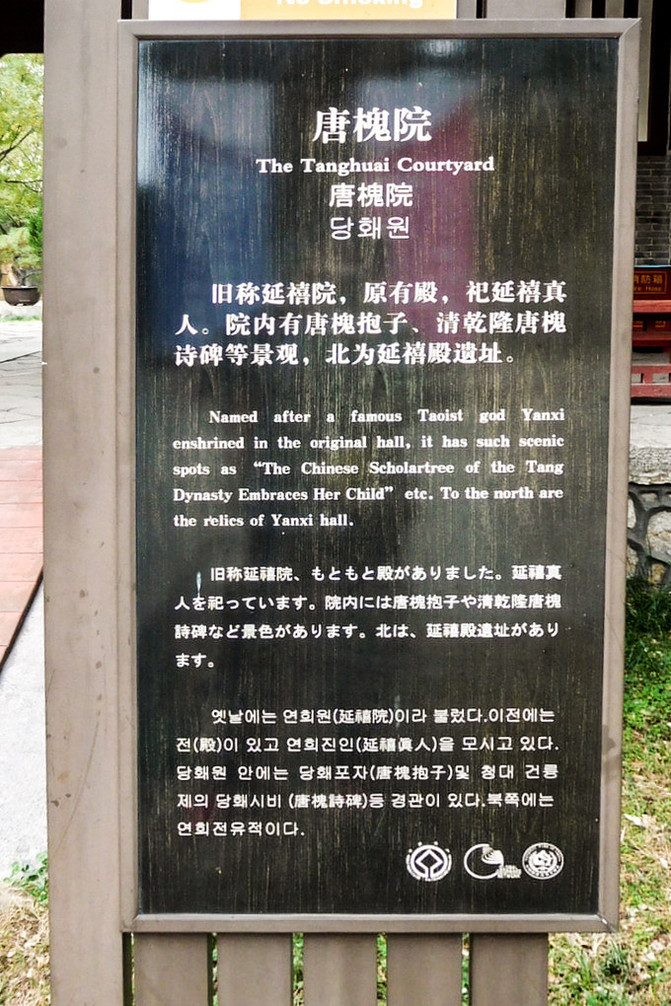 No Smoking
唐槐院
The Tanghuai Courtyard
唐槐院
당화원
旧称延禧院，原有殿，祀延禧真
人。院内有唐槐抱子、清乾隆唐槐
诗碑等景观，北为延禧殿遗址。
Named after a famous Taoist god Yanxi
enshrined in the original hall, it has such scenic
spots as “The Chinese Scholartree of the Tang
Dynasty Embraces Her Child” etc. To the north are
the relics of Yanxi hall.
旧称延禧院、もともと殿がありました。延禧真
人を祀っています。院内には唐槐抱子や清乾隆唐槐
詩碑など景色があります。北は、延禧殿遺址があり
ます。
옛날에는 연희원(延禧院)이라 불렀다.이전에는
전(殿)이 있고 연희진인(延禧眞人)을 모시고 있다.
당화원 안에는 당화포자(唐槐抱子)및 청대 건륭
제의 당화시비 (唐槐詩碑)등 경관이 있다.북쪽에는
연희전유적이다.
消防箱